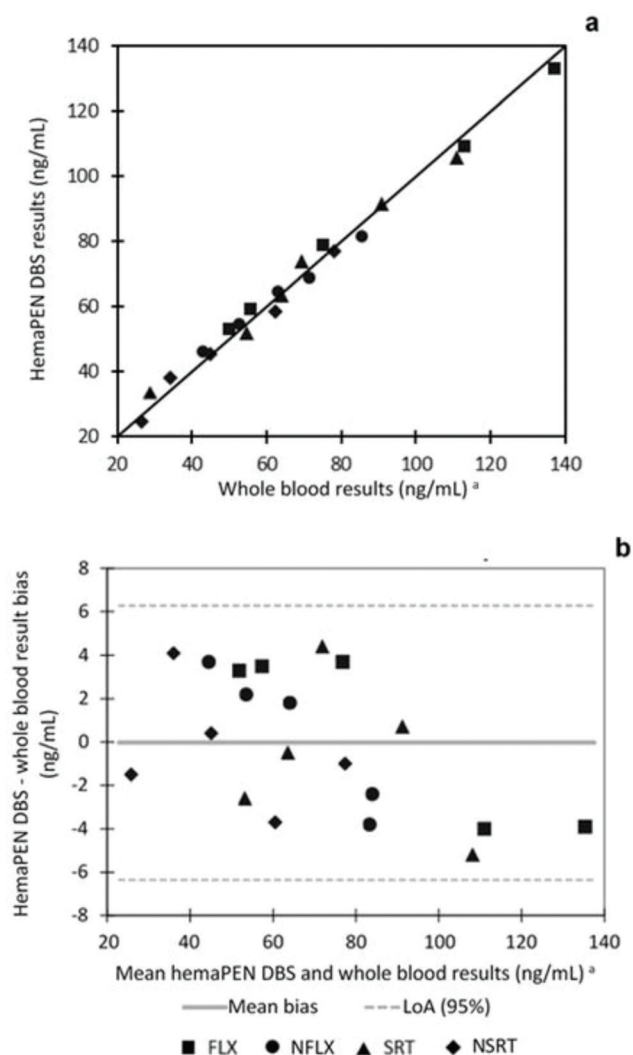 a
HemaPEN DBS results (ng/mL)
140
120
100
80
60
40
20
20 40 60 80 100 120 140
Whole blood results (ng/mL) a
b
HemaPEN DBS - whole blood result bias
(ng/mL)
8
6
4
2
0
-2
-4
-6
-8
20 40 60 80 100 120 140
Mean hemaPEN DBS and whole blood results (ng/mL) a
Mean bias LoA (95%)
FLX NFLX SRT NSRT